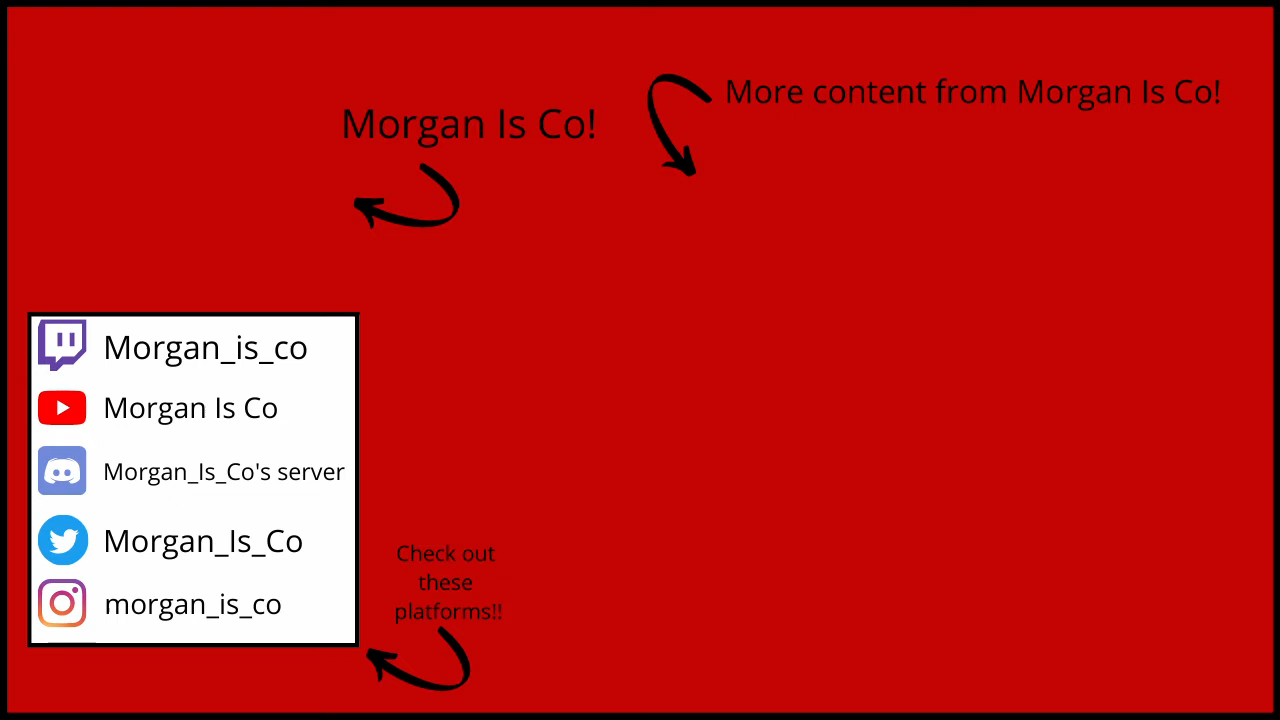 More content from Morgan Is Co!
Morgan Is Co!
Morgan_is_co
Morgan Is Co
Morgan_Is_Co's server
Morgan_Is_Co
morgan_is_co
Check out
these
platforms!!